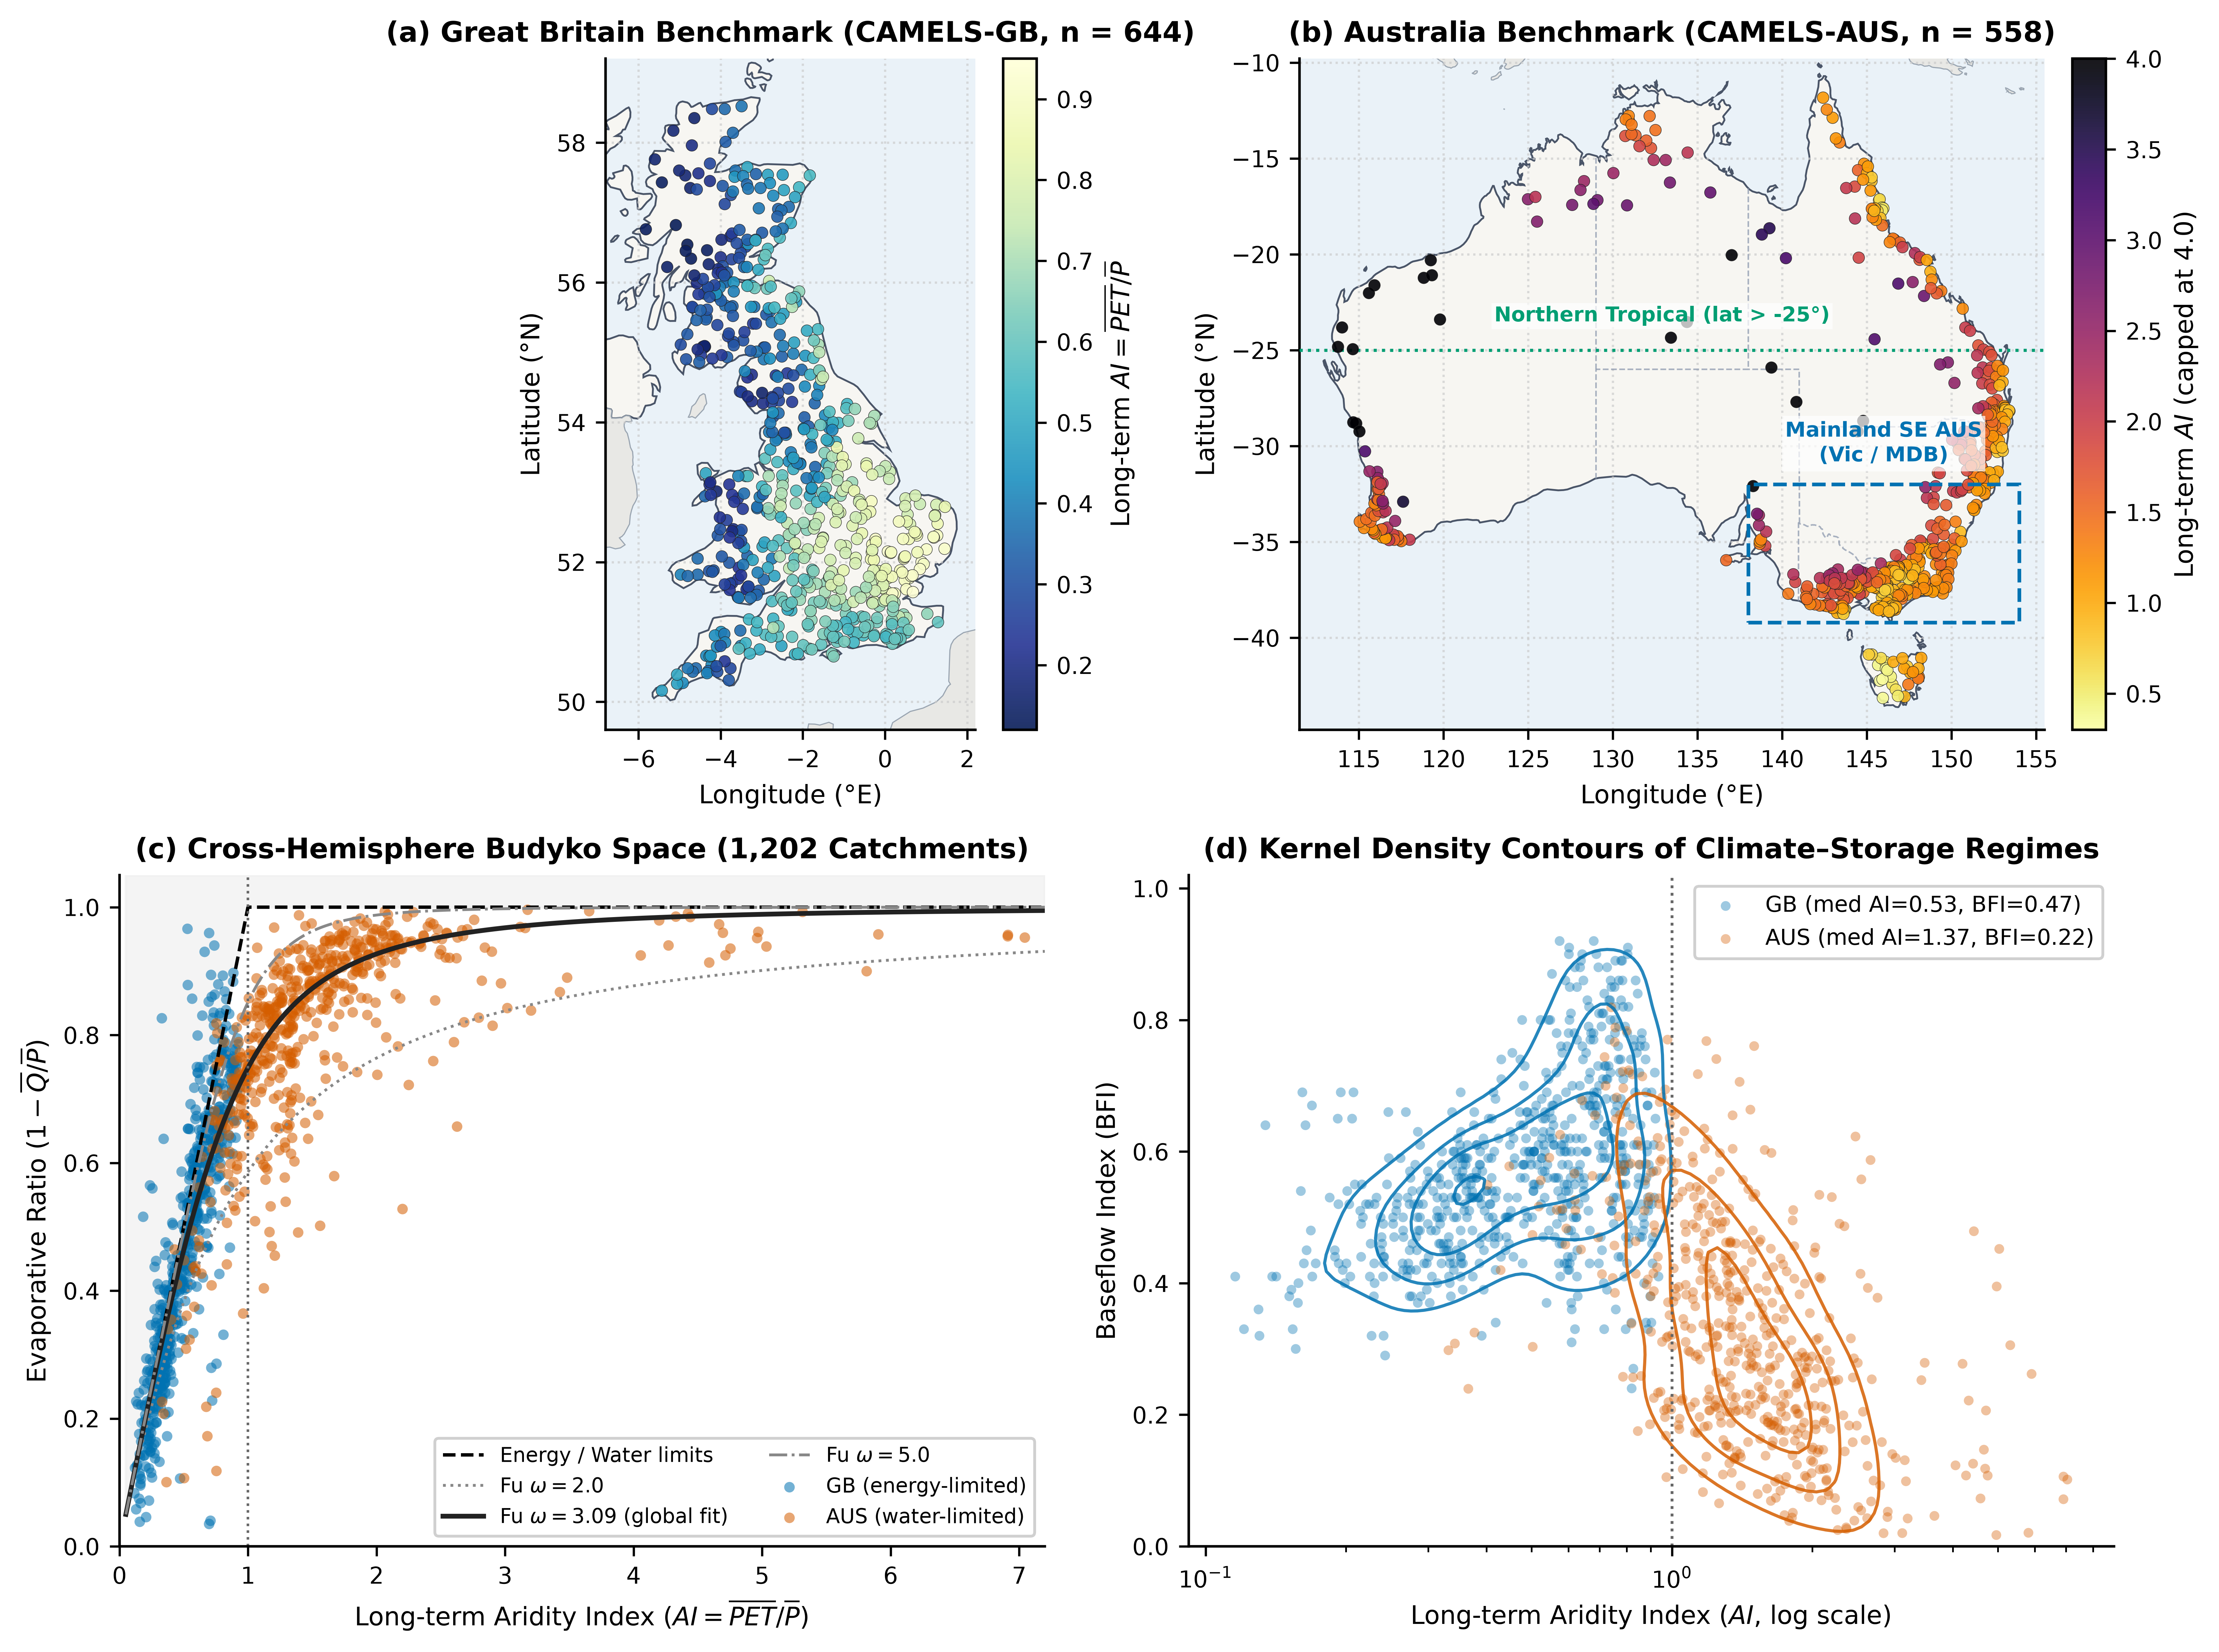 (a) Great Britain Benchmark (CAMELS-GB, n = 644)
58
56
54
52
50
Latitude (°N)
−6
−4
−2
0
2
Longitude (°E)
0.9
0.8
0.7
0.6
0.5
0.4
0.3
0.2
Long-term AI = P̅E̅T̅/P̅
(b) Australia Benchmark (CAMELS-AUS, n = 558)
−10
−15
−20
−25
−30
−35
−40
Latitude (°N)
Northern Tropical (lat > -25°)
Mainland SE AUS
(Vic / MDB)
115
120
125
130
135
140
145
150
155
Longitude (°E)
4.0
3.5
3.0
2.5
2.0
1.5
1.0
0.5
Long-term AI (capped at 4.0)
(c) Cross-Hemisphere Budyko Space (1,202 Catchments)
1.0
0.8
0.6
0.4
0.2
0.0
Evaporative Ratio (1 − Q̅/P̅)
Energy / Water limits
Fu ω = 2.0
Fu ω = 3.09 (global fit)
Fu ω = 5.0
GB (energy-limited)
AUS (water-limited)
0
1
2
3
4
5
6
7
Long-term Aridity Index (AI = P̅E̅T̅/P̅)
(d) Kernel Density Contours of Climate–Storage Regimes
1.0
0.8
0.6
0.4
0.2
0.0
Baseflow Index (BFI)
GB (med AI=0.53, BFI=0.47)
AUS (med AI=1.37, BFI=0.22)
10⁻¹
10⁰
Long-term Aridity Index (AI, log scale)